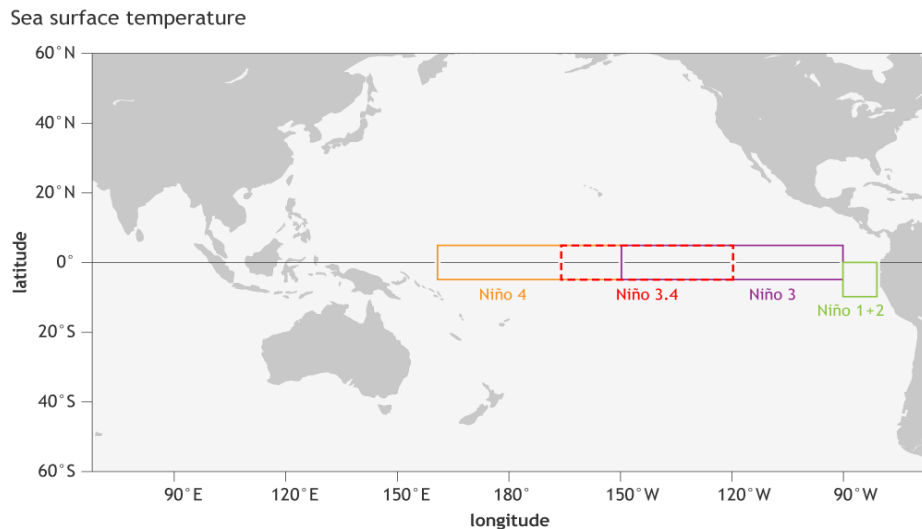 Sea surface temperature
60°N
40°N
20°N
0°
20°S
40°S
60°S
latitude
Niño 4
Niño 3.4
Niño 3
Niño 1+2
90°E
120°E
150°E
180°
150°W
120°W
90°W
longitude